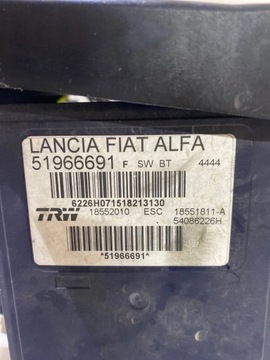 LANCIA FIAT ALFA
51966691 F SW BT 4444
6226H071518213130
TRW 18552010 ESC 18551811-A
54086226H
*51966691*